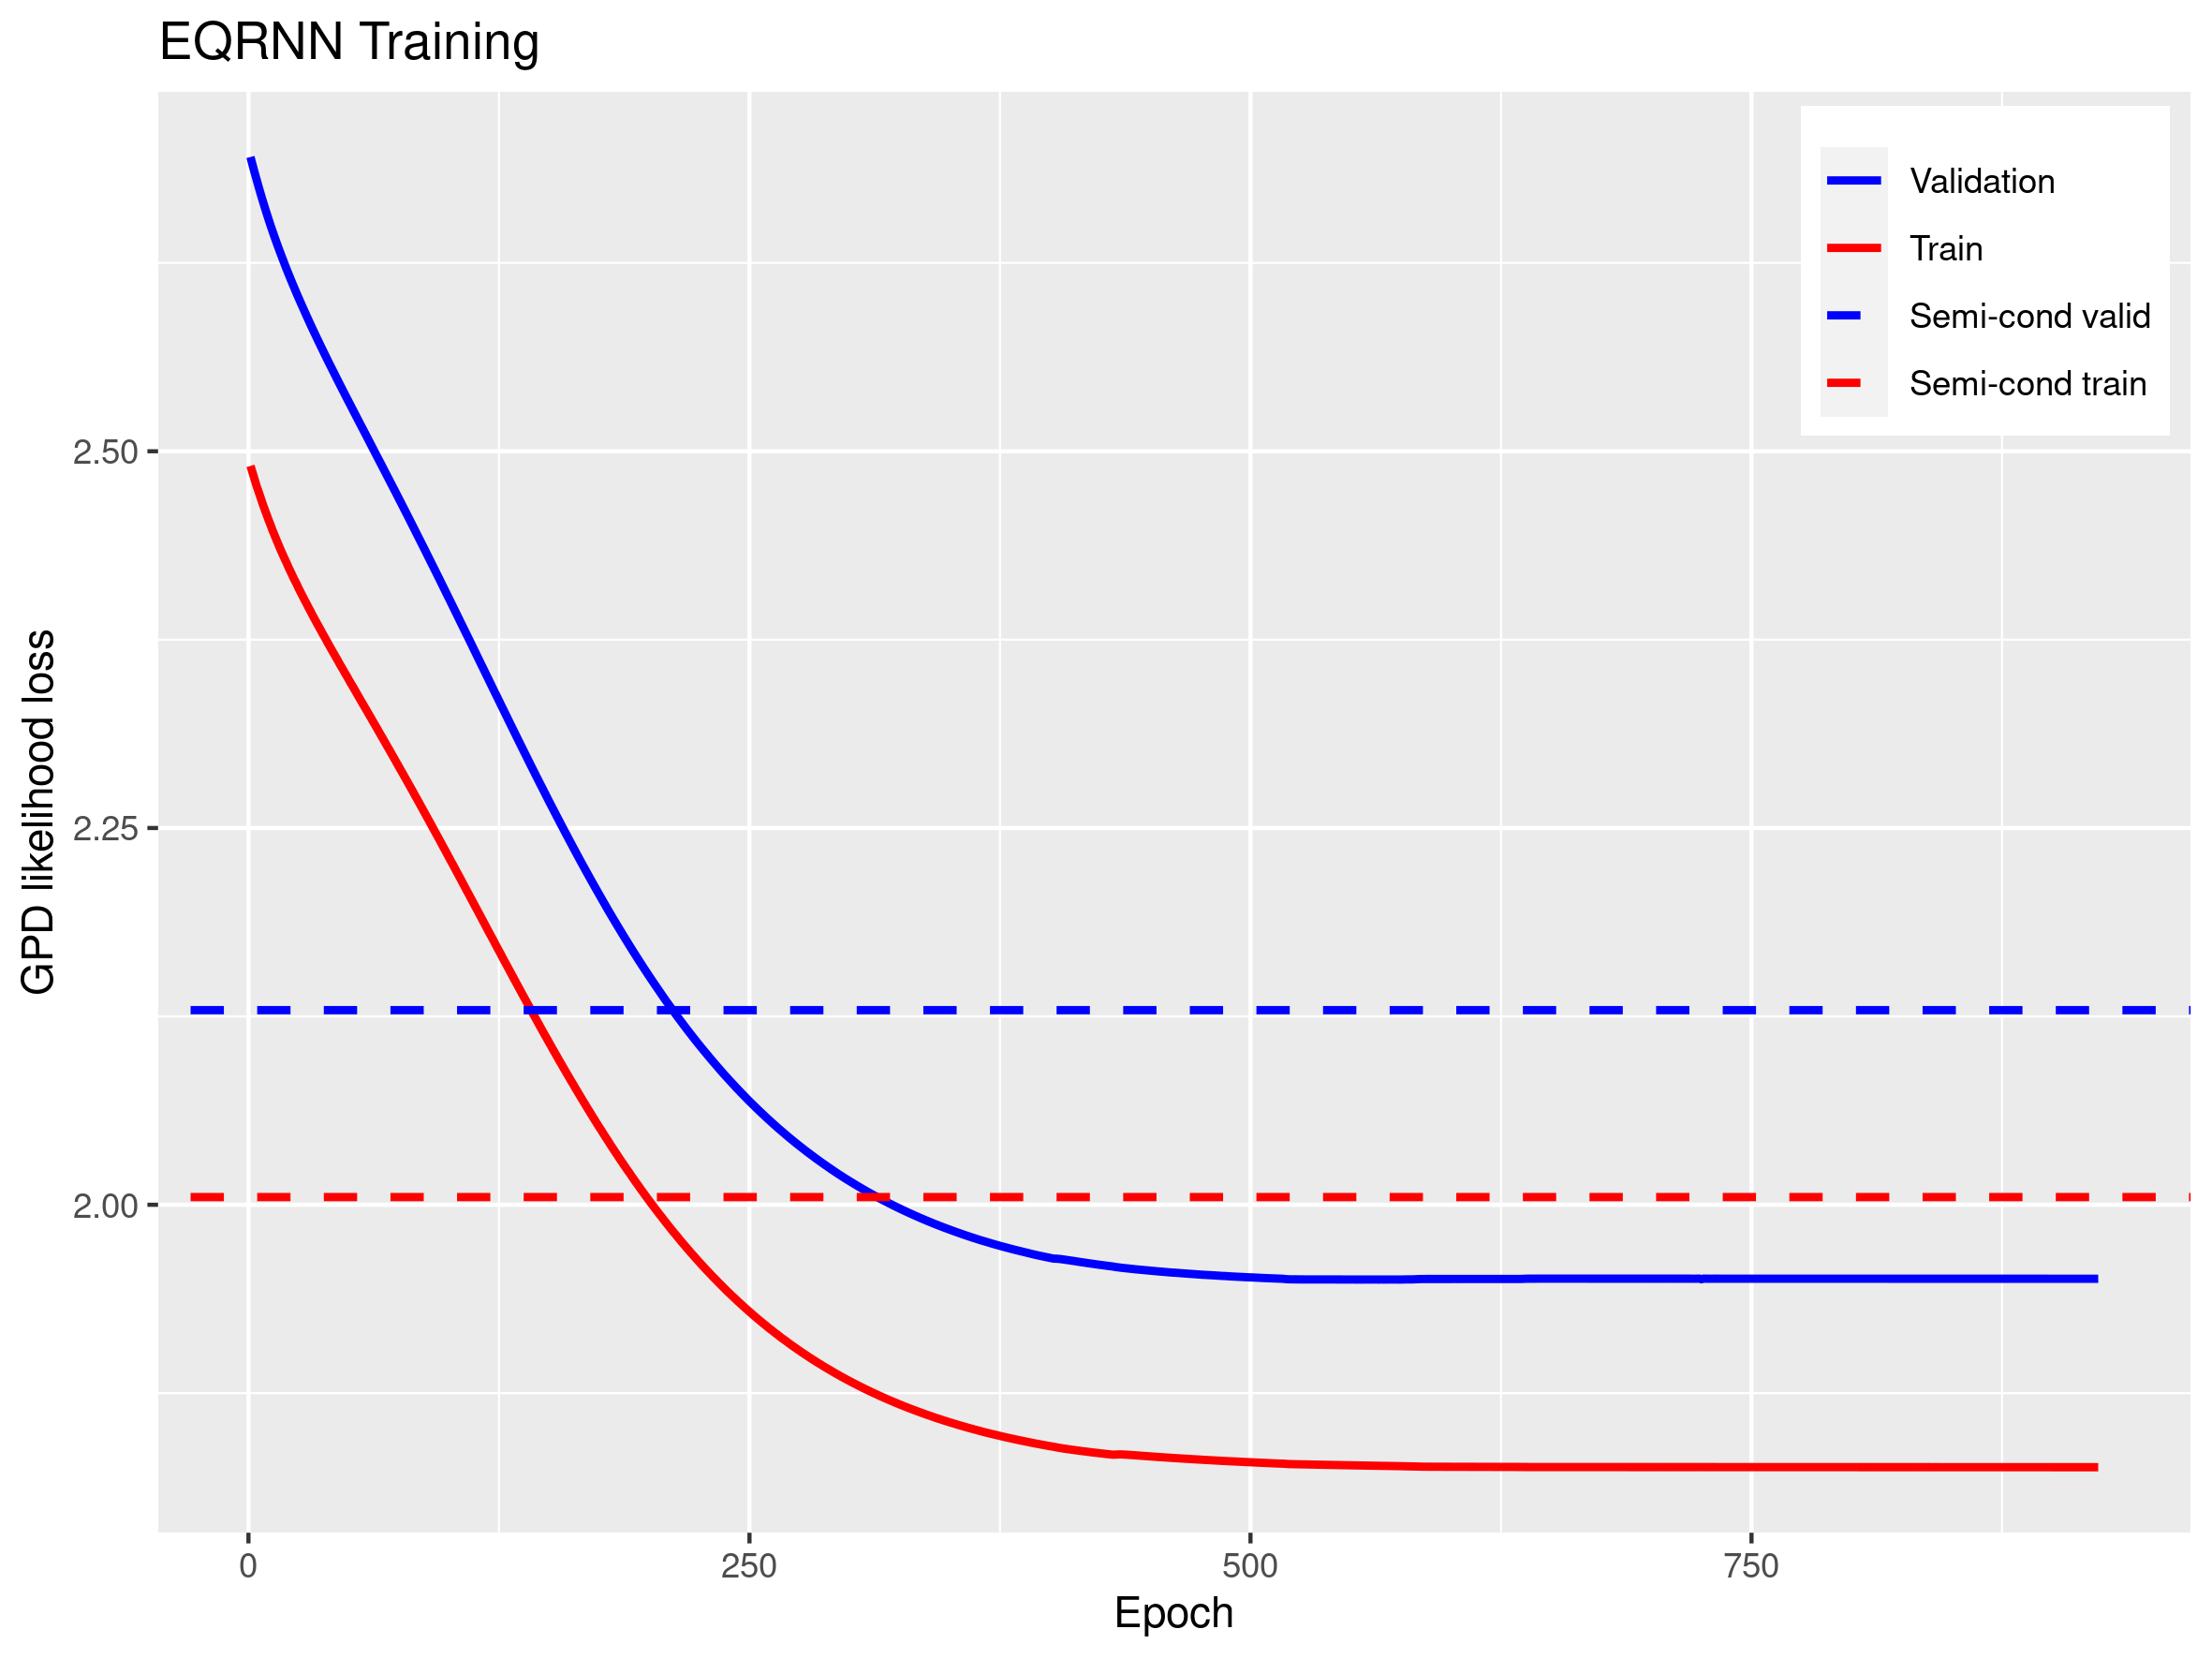 EQRNN Training
Validation
Train
Semi-cond valid
Semi-cond train
GPD likelihood loss
2.50
2.25
2.00
0 250 500 750
Epoch